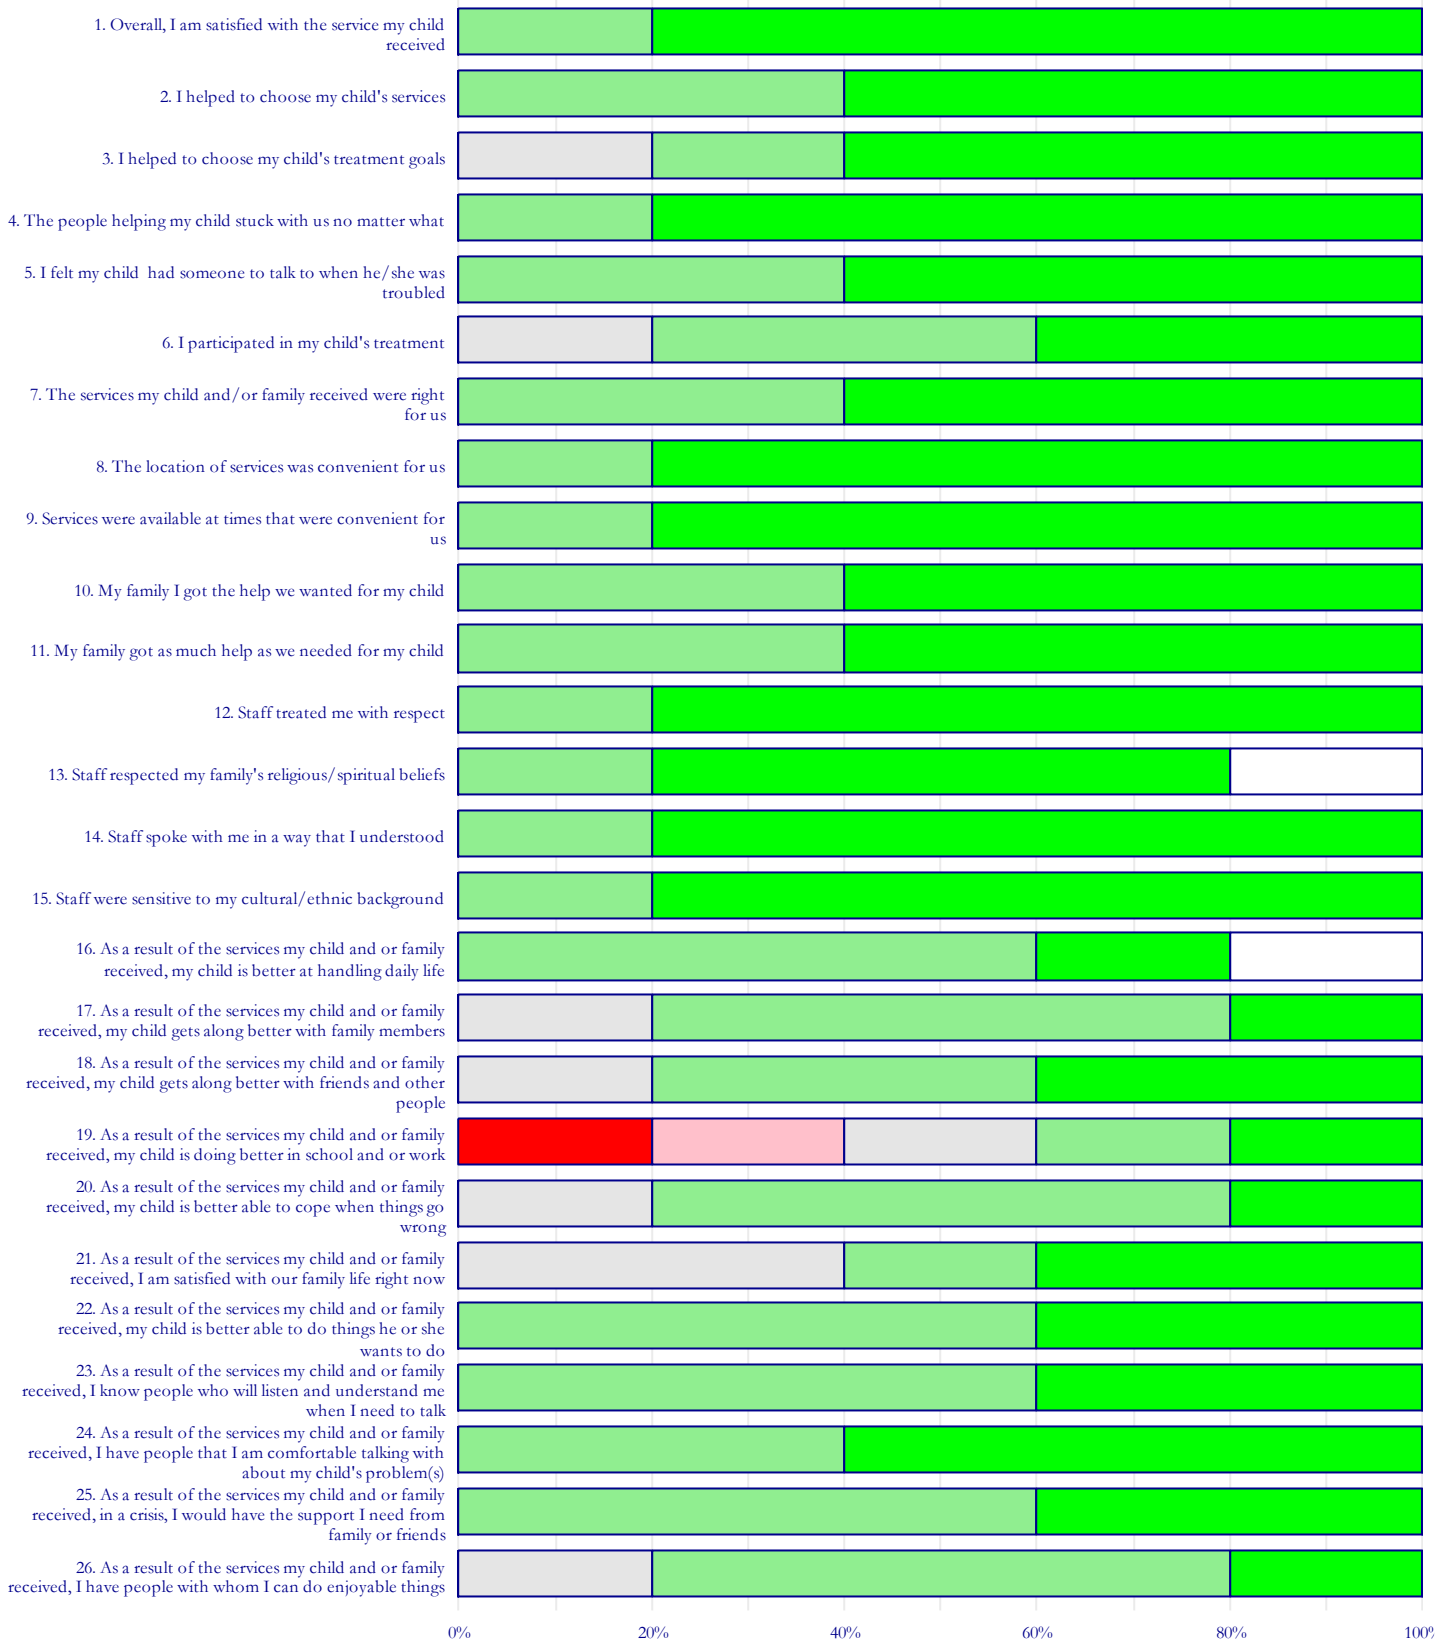 1. Overall, I am satisfied with the service my child
received
2. I helped to choose my child's services
3. I helped to choose my child's treatment goals
4. The people helping my child stuck with us no matter what
5. I felt my child  had someone to talk to when he/she was
troubled
6. I participated in my child's treatment
7. The services my child and/or family received were right
for us
8. The location of services was convenient for us
9. Services were available at times that were convenient for
us
10. My family I got the help we wanted for my child
11. My family got as much help as we needed for my child
12. Staff treated me with respect
13. Staff respected my family's religious/spiritual beliefs
14. Staff spoke with me in a way that I understood
15. Staff were sensitive to my cultural/ethnic background
16. As a result of the services my child and or family
received, my child is better at handling daily life
17. As a result of the services my child and or family
received, my child gets along better with family members
18. As a result of the services my child and or family
received, my child gets along better with friends and other
people
19. As a result of the services my child and or family
received, my child is doing better in school and or work
20. As a result of the services my child and or family
received, my child is better able to cope when things go
wrong
21. As a result of the services my child and or family
received, I am satisfied with our family life right now
22. As a result of the services my child and or family
received, my child is better able to do things he or she
wants to do
23. As a result of the services my child and or family
received, I know people who will listen and understand me
when I need to talk
24. As a result of the services my child and or family
received, I have people that I am comfortable talking with
about my child's problem(s)
25. As a result of the services my child and or family
received, in a crisis, I would have the support I need from
family or friends
26. As a result of the services my child and or family
received, I have people with whom I can do enjoyable things
0% 20% 40% 60% 80% 100%